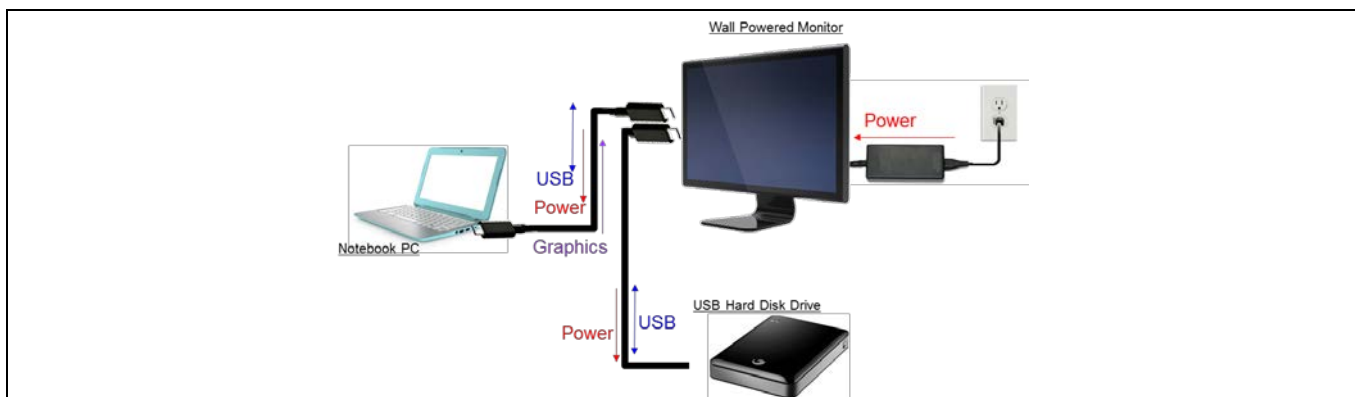 Wall Powered Monitor
Power
USB
Power
Graphics
Notebook PC
USB Hard Disk Drive
USB
Power